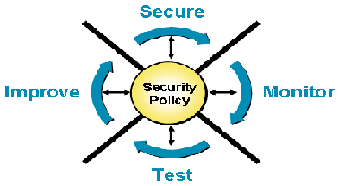 Secure
Improve
Security
Policy
Monitor
Test